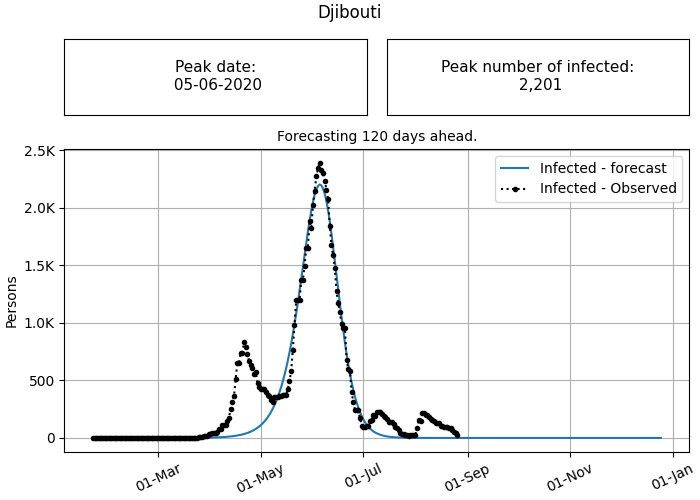 Djibouti
Peak date:
05-06-2020
Peak number of infected:
2,201
Forecasting 120 days ahead.
Infected - forecast
Infected - Observed
Persons
2.5K
2.0K
1.5K
1.0K
500
0
01-Mar
01-May
01-Jul
01-Sep
01-Nov
01-Jan